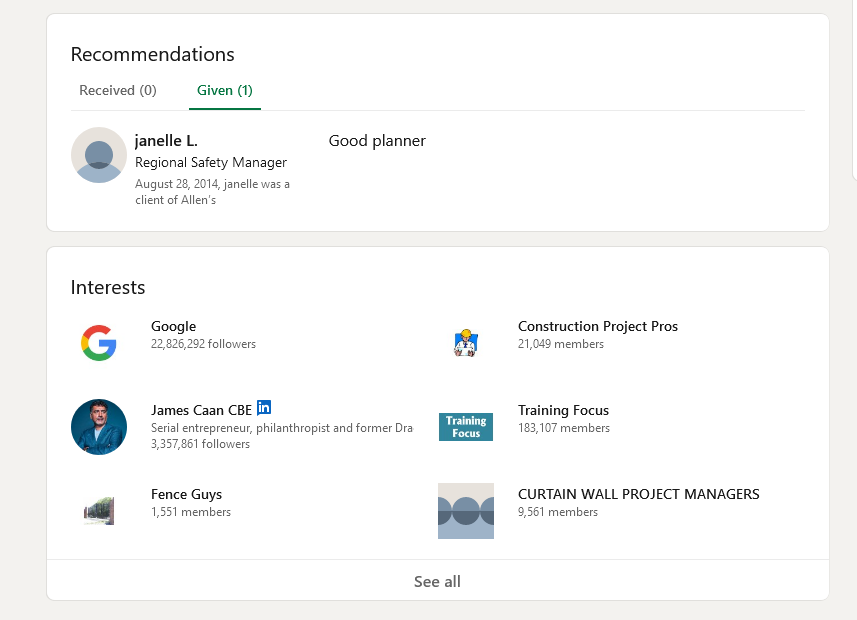 Recommendations
Received (0) Given (1)
janelle L.
Good planner
Regional Safety Manager
August 28, 2014, janelle was a
client of Allen's
Interests
Google
22,826,292 followers
Construction Project Pros
21,049 members
James Caan CBE in
Serial entrepreneur, philanthropist and former Dra
3,357,861 followers
Training
Focus
Training Focus
183,107 members
Fence Guys
1,551 members
CURTAIN WALL PROJECT MANAGERS
9,561 members
See all